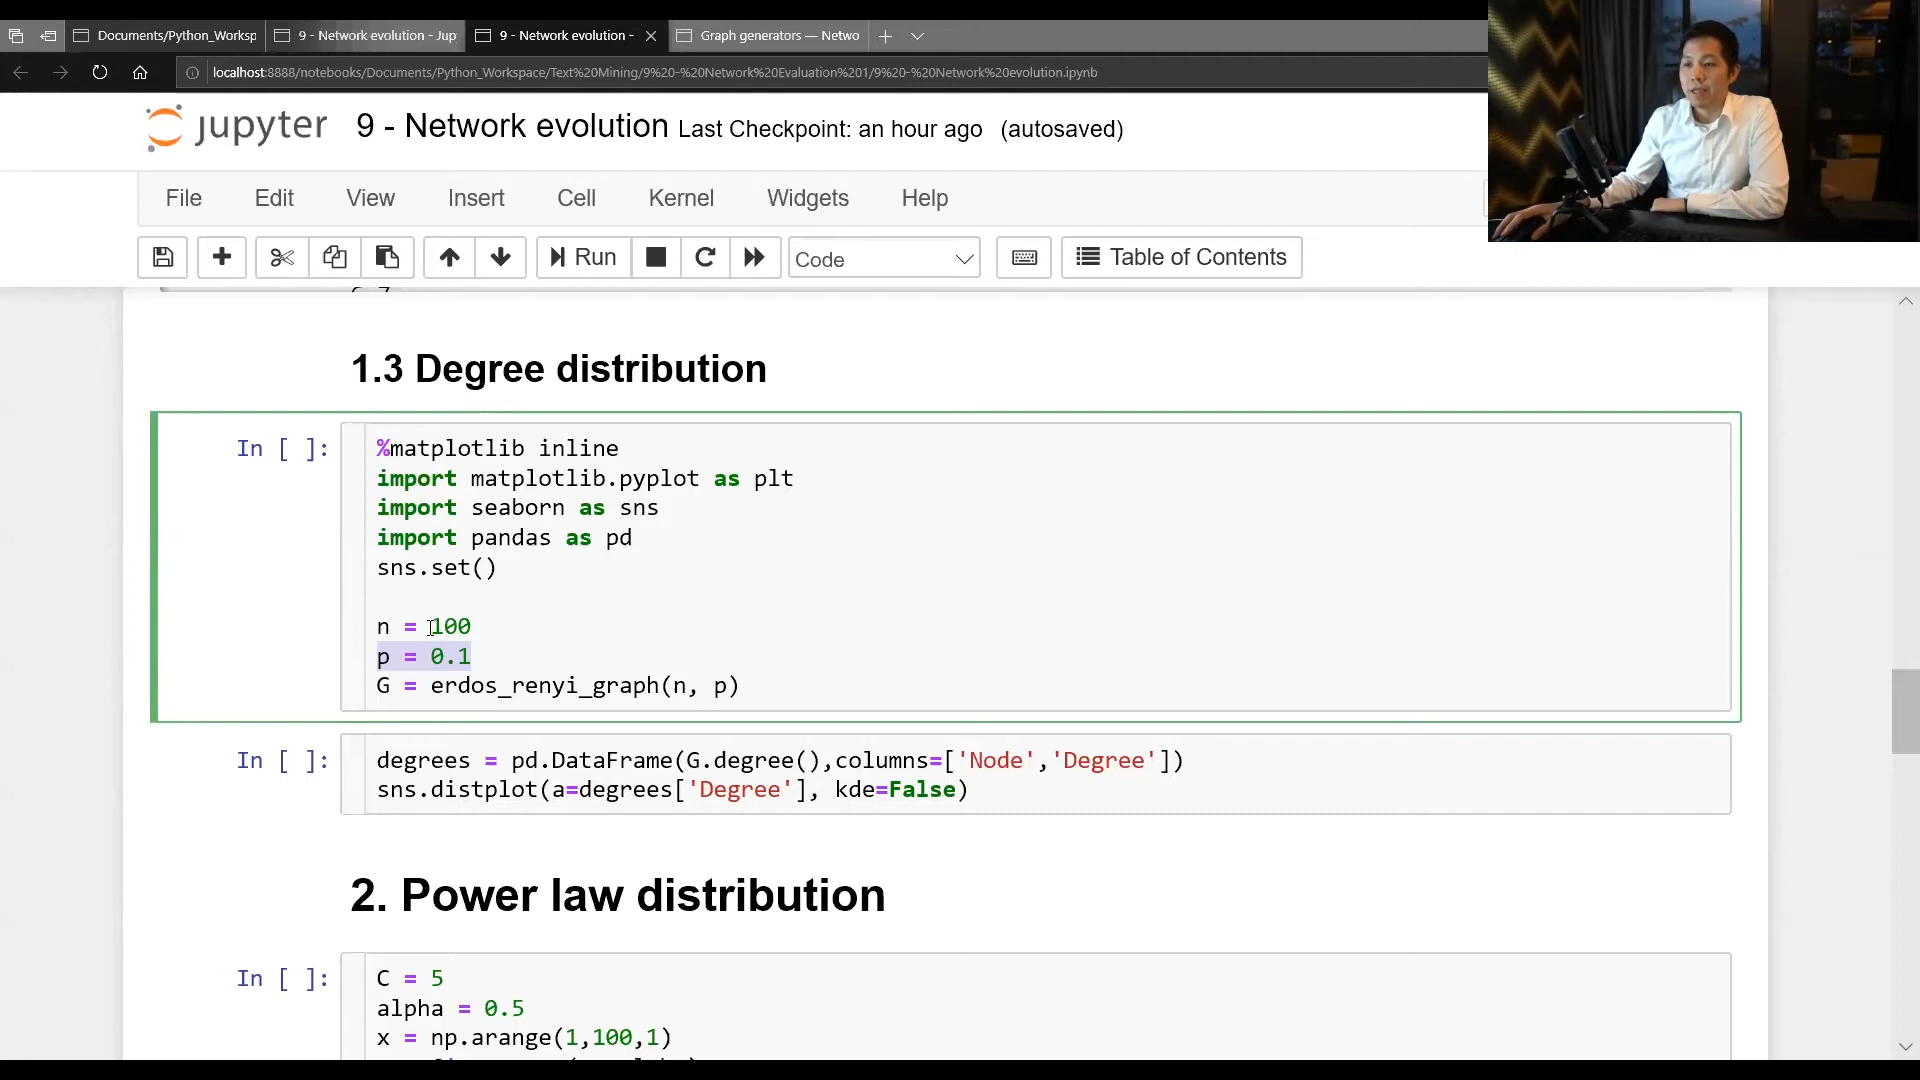 Documents/Python_Worksp
9 - Network evolution - Jup
9 - Network evolution -
Graph generators — Netwo
localhost:8888/notebooks/Documents/Python_Workspace/Text%20Mining/9%20-%20Network%20Evaluation%201/9%20-%20Network%20evolution.ipynb
jupyter 9 - Network evolution Last Checkpoint: an hour ago (autosaved)
File Edit View Insert Cell Kernel Widgets Help
Run Code Table of Contents
1.3 Degree distribution
In [ ]:
%matplotlib inline
import matplotlib.pyplot as plt
import seaborn as sns
import pandas as pd
sns.set()
n = 100
p = 0.1
G = erdos_renyi_graph(n, p)
In [ ]:
degrees = pd.DataFrame(G.degree(),columns=['Node','Degree'])
sns.distplot(a=degrees['Degree'], kde=False)
2. Power law distribution
In [ ]:
C = 5
alpha = 0.5
x = np.arange(1,100,1)